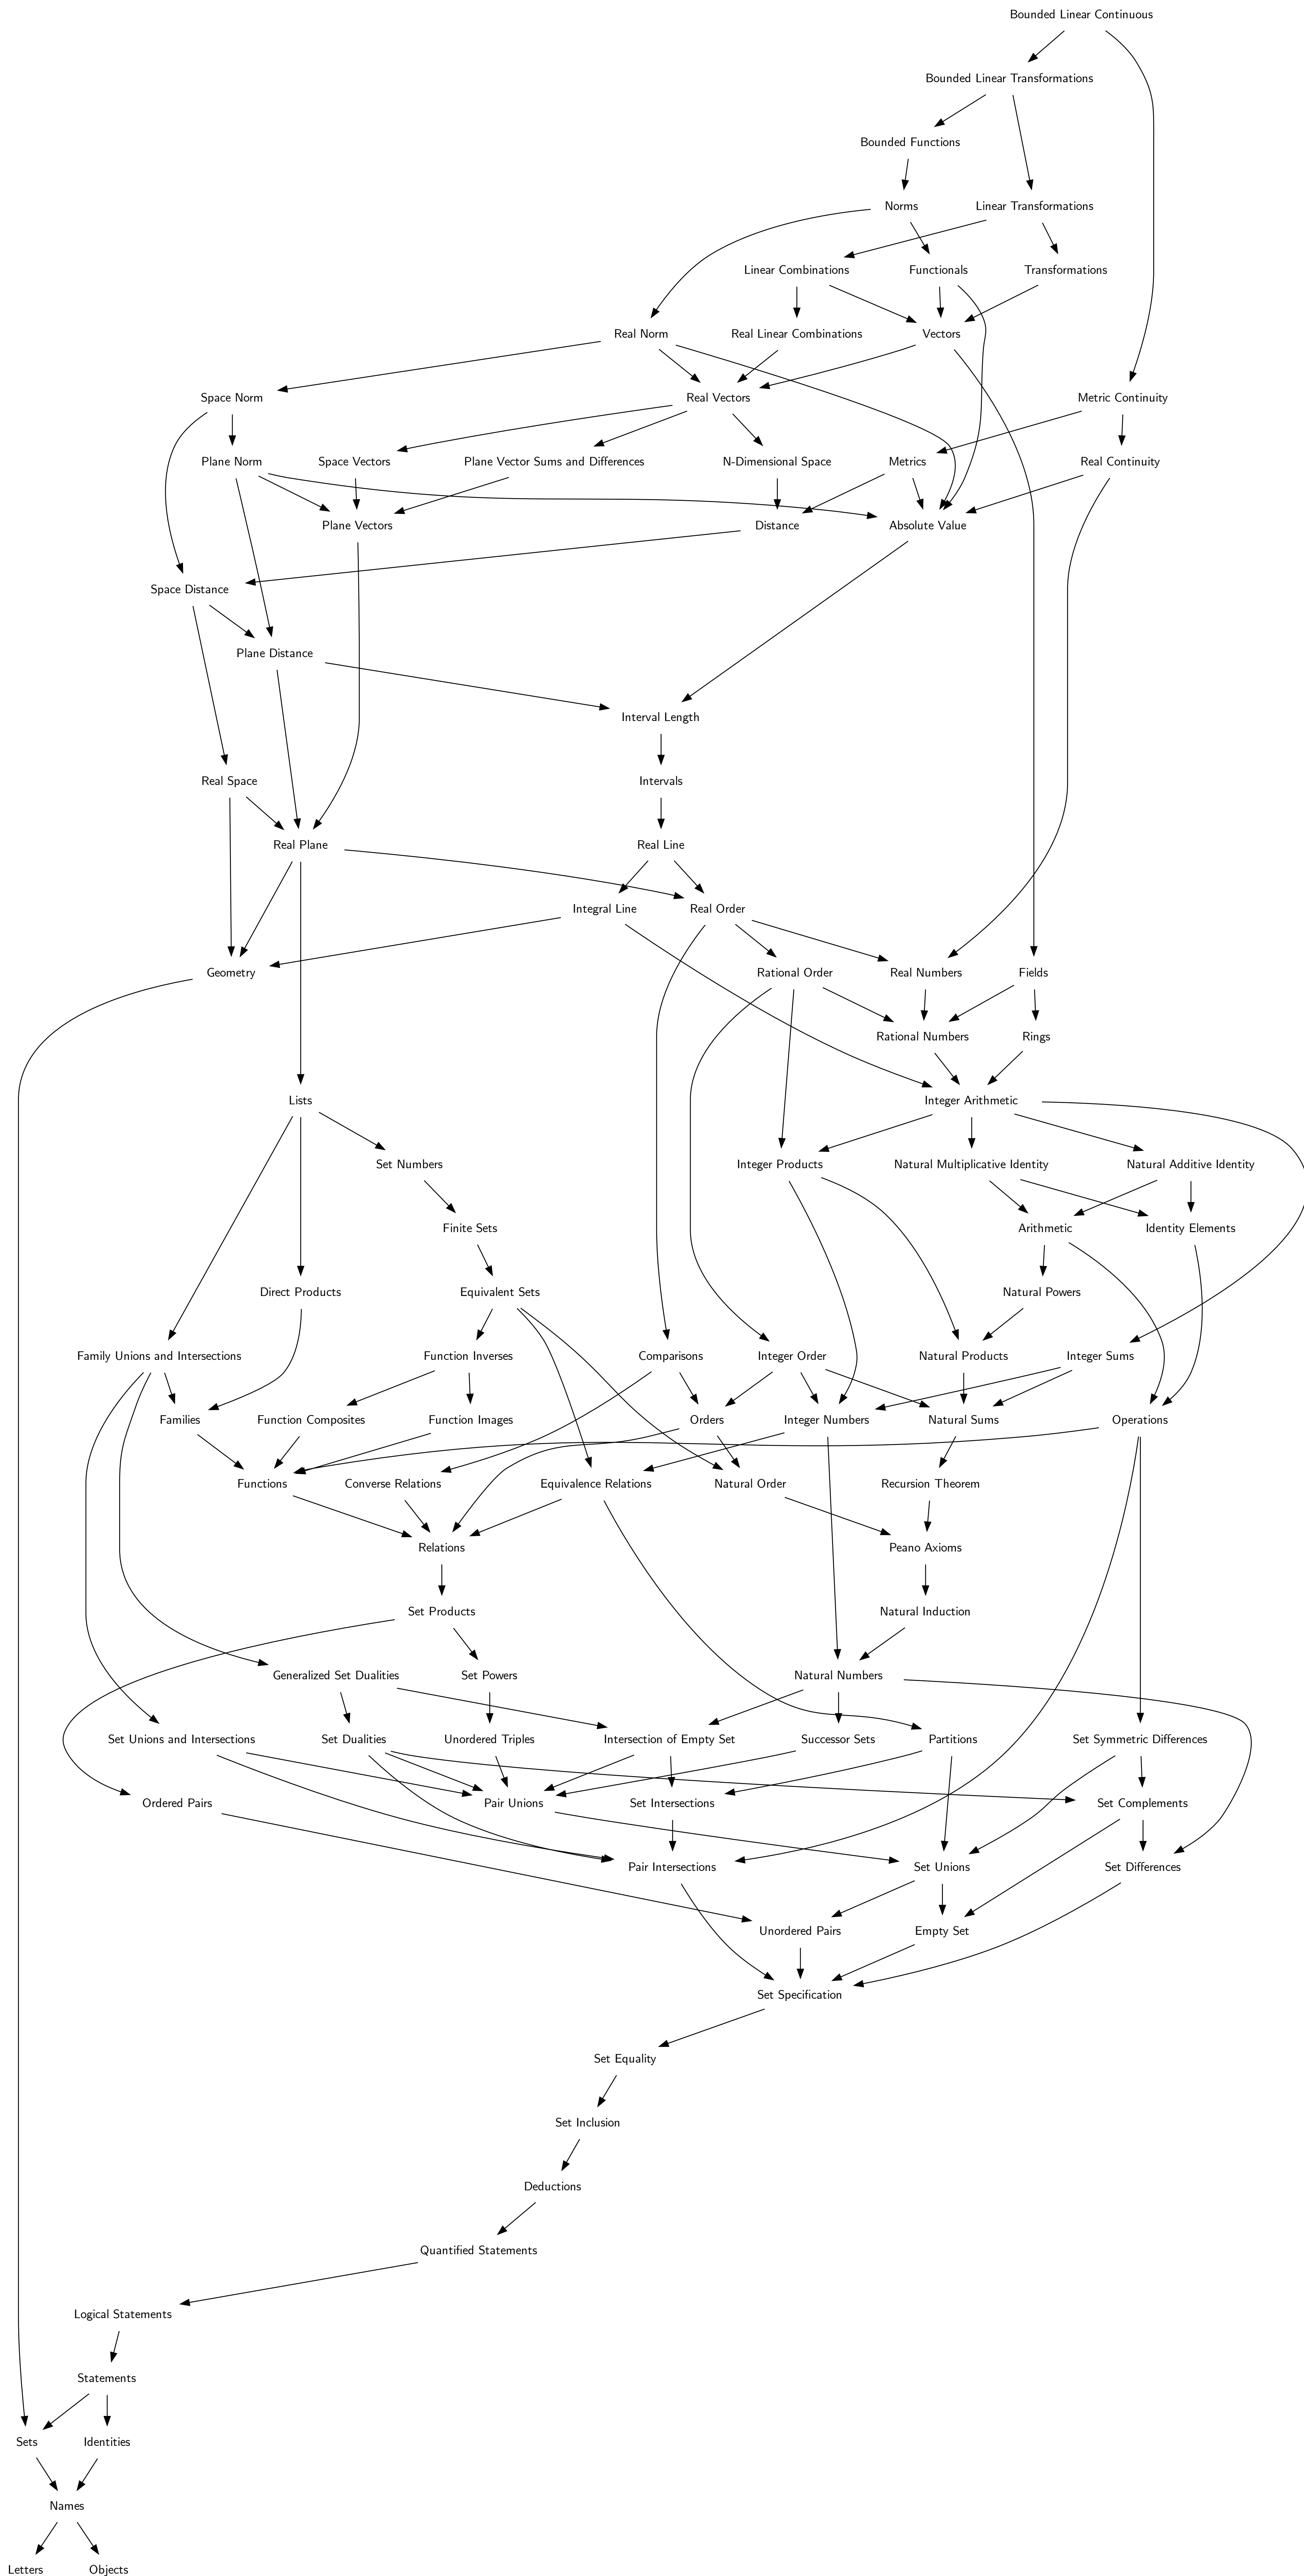 Bounded Linear Continuous
Bounded Linear Transformations
Bounded Functions
Norms
Linear Transformations
Linear Combinations
Functionals
Transformations
Real Norm
Real Linear Combinations
Vectors
Space Norm
Real Vectors
Metric Continuity
Plane Norm
Space Vectors
Plane Vector Sums and Differences
N-Dimensional Space
Metrics
Real Continuity
Plane Vectors
Distance
Absolute Value
Space Distance
Plane Distance
Interval Length
Real Space
Intervals
Real Plane
Real Line
Integral Line
Real Order
Geometry
Rational Order
Real Numbers
Fields
Rational Numbers
Rings
Lists
Integer Arithmetic
Set Numbers
Integer Products
Natural Multiplicative Identity
Natural Additive Identity
Finite Sets
Arithmetic
Identity Elements
Direct Products
Equivalent Sets
Natural Powers
Family Unions and Intersections
Function Inverses
Comparisons
Integer Order
Natural Products
Integer Sums
Families
Function Composites
Function Images
Orders
Integer Numbers
Natural Sums
Operations
Functions
Converse Relations
Equivalence Relations
Natural Order
Recursion Theorem
Relations
Peano Axioms
Set Products
Natural Induction
Generalized Set Dualities
Set Powers
Natural Numbers
Set Unions and Intersections
Set Dualities
Unordered Triples
Intersection of Empty Set
Successor Sets
Partitions
Set Symmetric Differences
Ordered Pairs
Pair Unions
Set Intersections
Set Complements
Pair Intersections
Set Unions
Set Differences
Unordered Pairs
Empty Set
Set Specification
Set Equality
Set Inclusion
Deductions
Quantified Statements
Logical Statements
Statements
Sets
Identities
Names
Letters
Objects